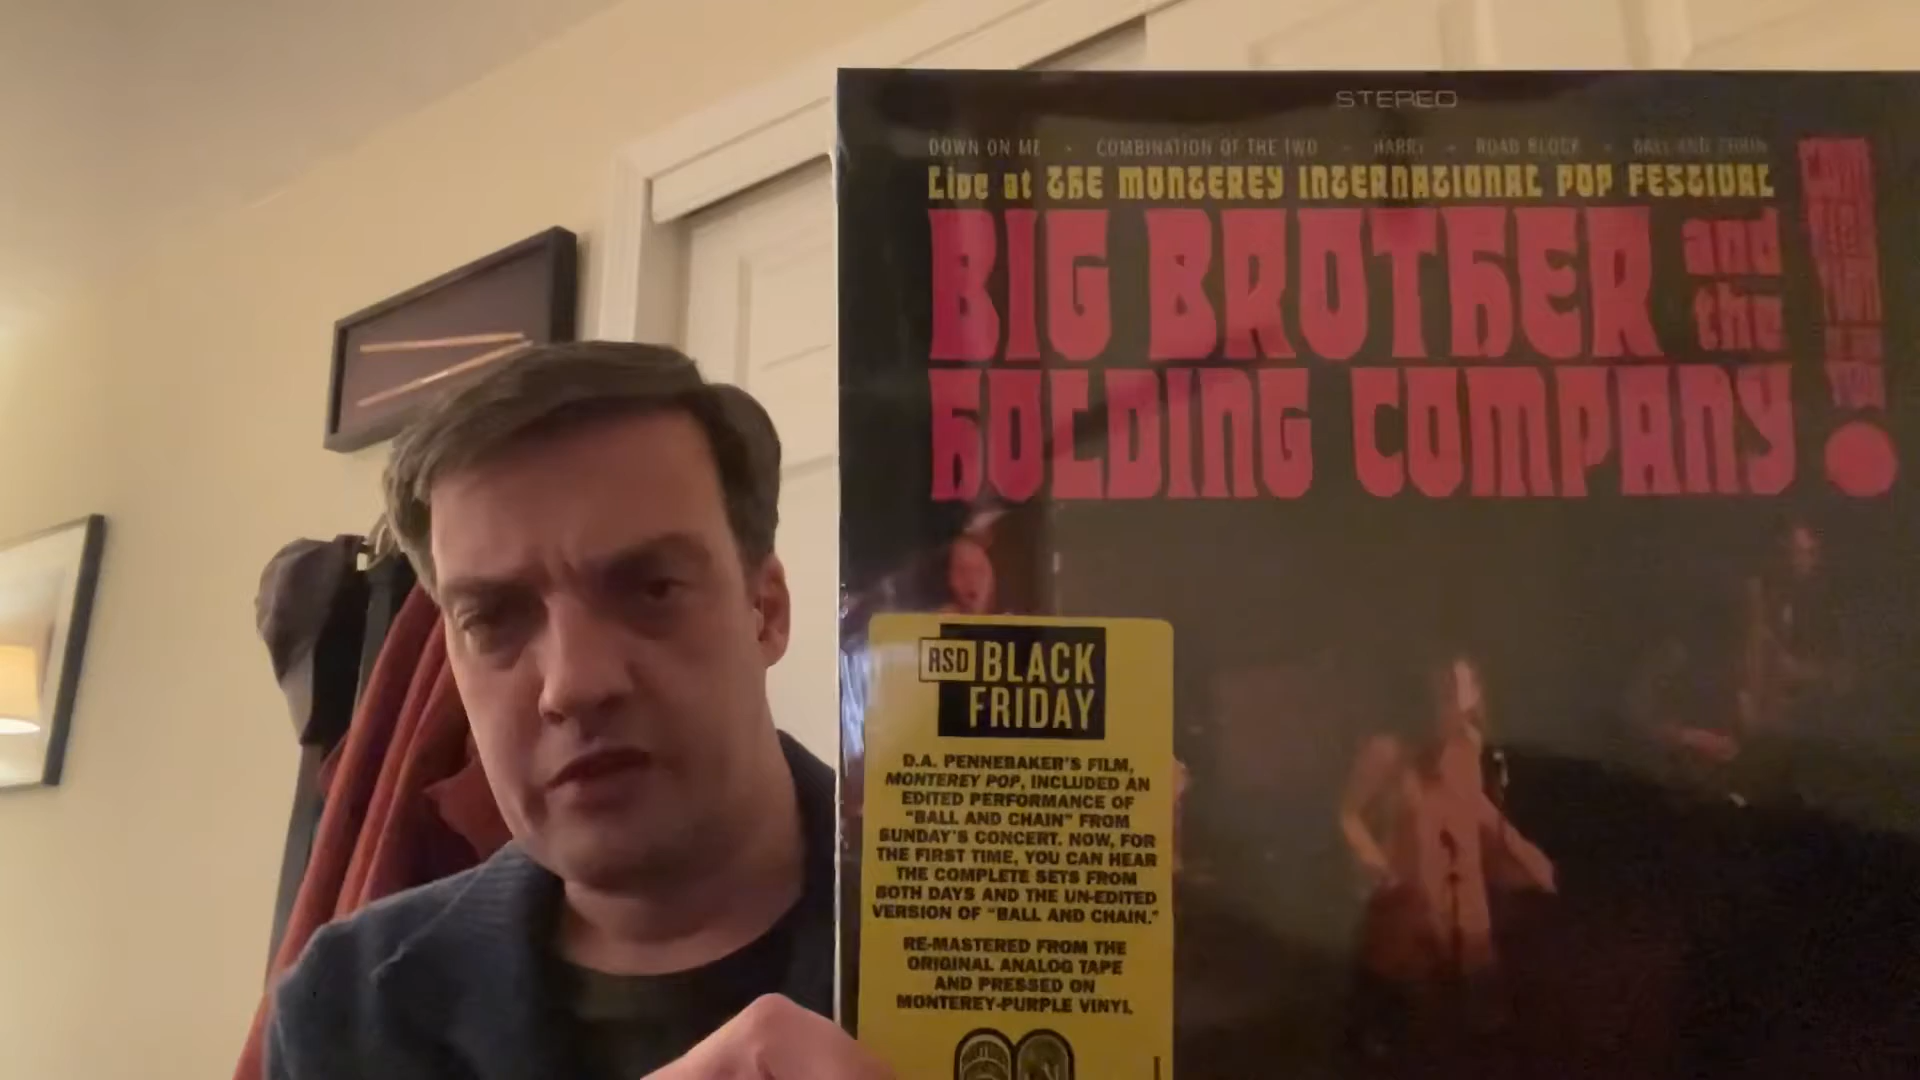 STEREO
DOWN ON ME - COMBINATION OF THE TWO - HARRY - ROAD BLOCK - BALL AND CHAIN
Live at THE MONTEREY INTERNATIONAL POP FESTIVAL
BIG BROTHER and the
HOLDING COMPANY!
RSD BLACK
FRIDAY
D.A. PENNEBAKER'S FILM,
MONTEREY POP, INCLUDED AN
EDITED PERFORMANCE OF
"BALL AND CHAIN" FROM
SUNDAY'S CONCERT. NOW, FOR
THE FIRST TIME, YOU CAN HEAR
THE COMPLETE SETS FROM
BOTH DAYS AND THE UN-EDITED
VERSION OF "BALL AND CHAIN."
RE-MASTERED FROM THE
ORIGINAL ANALOG TAPE
AND PRESSED ON
MONTEREY-PURPLE VINYL